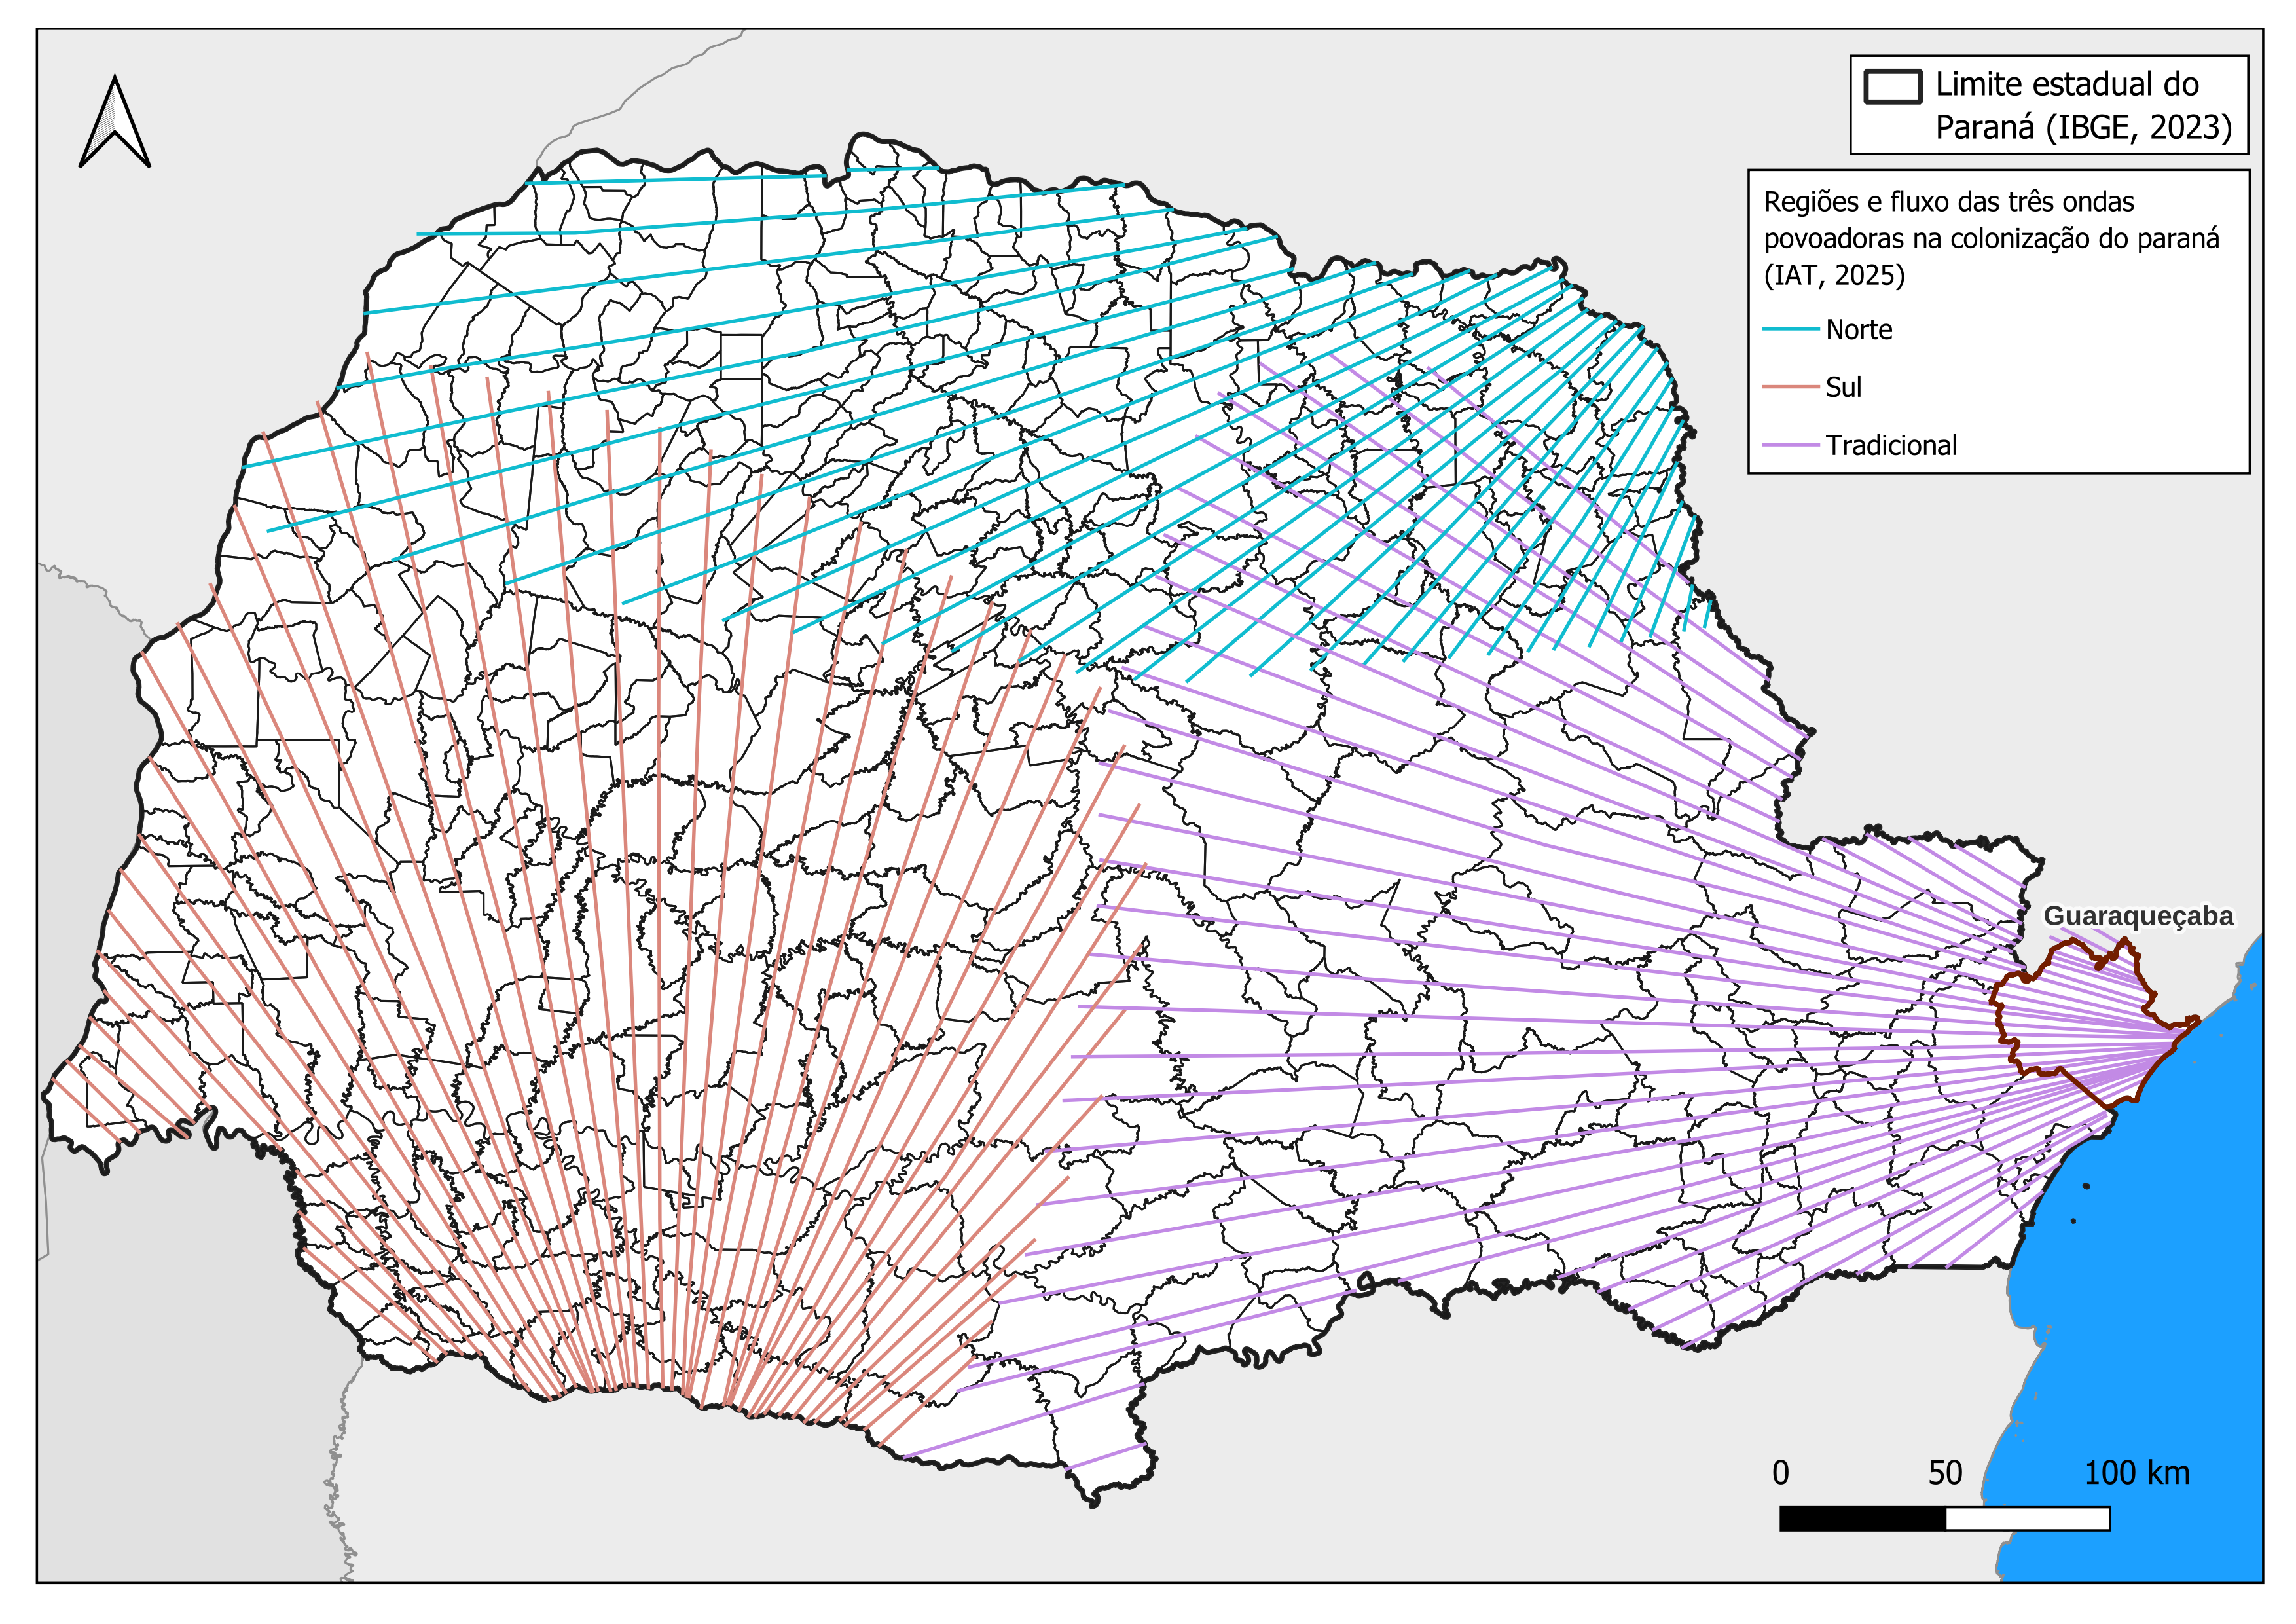 Limite estadual do
Paraná (IBGE, 2023)
Regiões e fluxo das três ondas
povoadoras na colonização do paraná
(IAT, 2025)
Norte
Sul
Tradicional
Guaraqueçaba
0 50 100 km